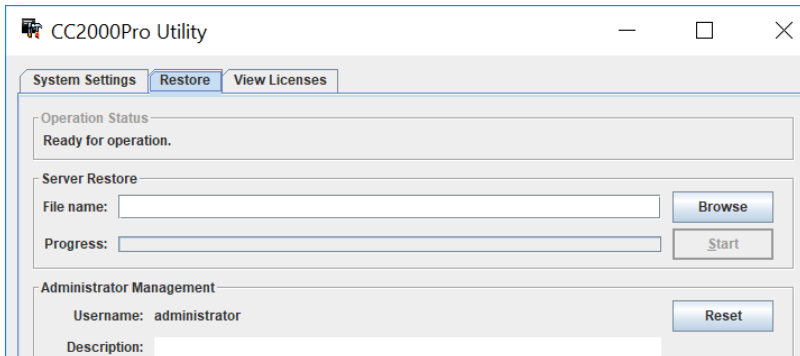 CC2000Pro Utility
System Settings Restore View Licenses
Operation Status
Ready for operation.
Server Restore
File name: Browse
Progress: Start
Administrator Management
Username: administrator Reset
Description: